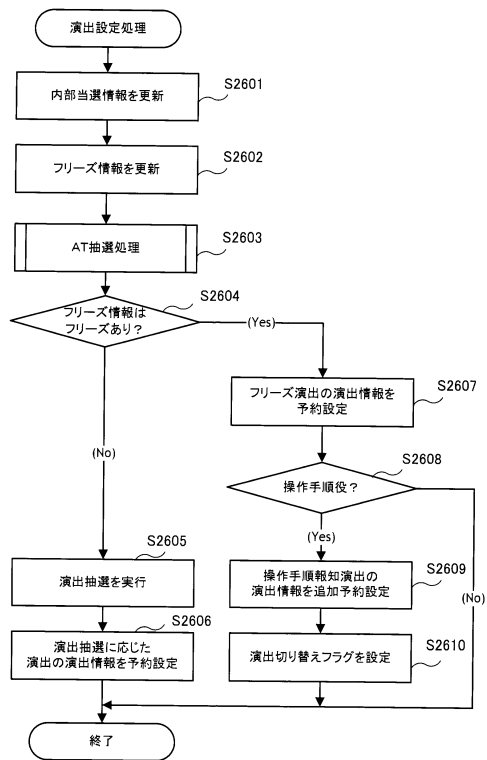 演出設定処理
内部当選情報を更新
S2601
フリーズ情報を更新
S2602
AT抽選処理
S2603
フリーズ情報は
フリーズあり？
S2604
(Yes)
フリーズ演出の演出情報を
予約設定
S2607
操作手順役？
S2608
(No)
(Yes)
演出抽選を実行
S2605
操作手順報知演出の
演出情報を追加予約設定
S2609
(No)
演出抽選に応じた
演出の演出情報を予約設定
S2606
演出切り替えフラグを設定
S2610
終了